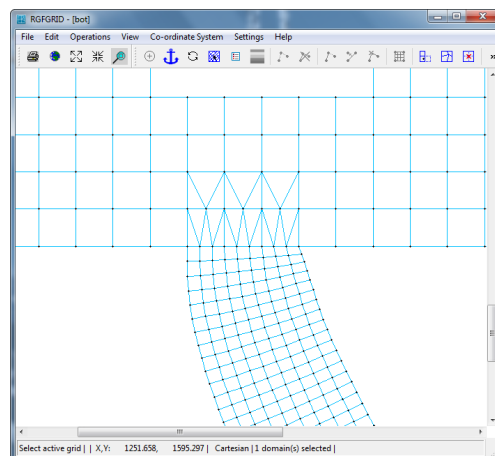 RGFGRID - [bot]
File Edit Operations View Co-ordinate System Settings Help
Select active grid | | X,Y: 1251.658, 1595.297 | Cartesian | 1 domain(s) selected |